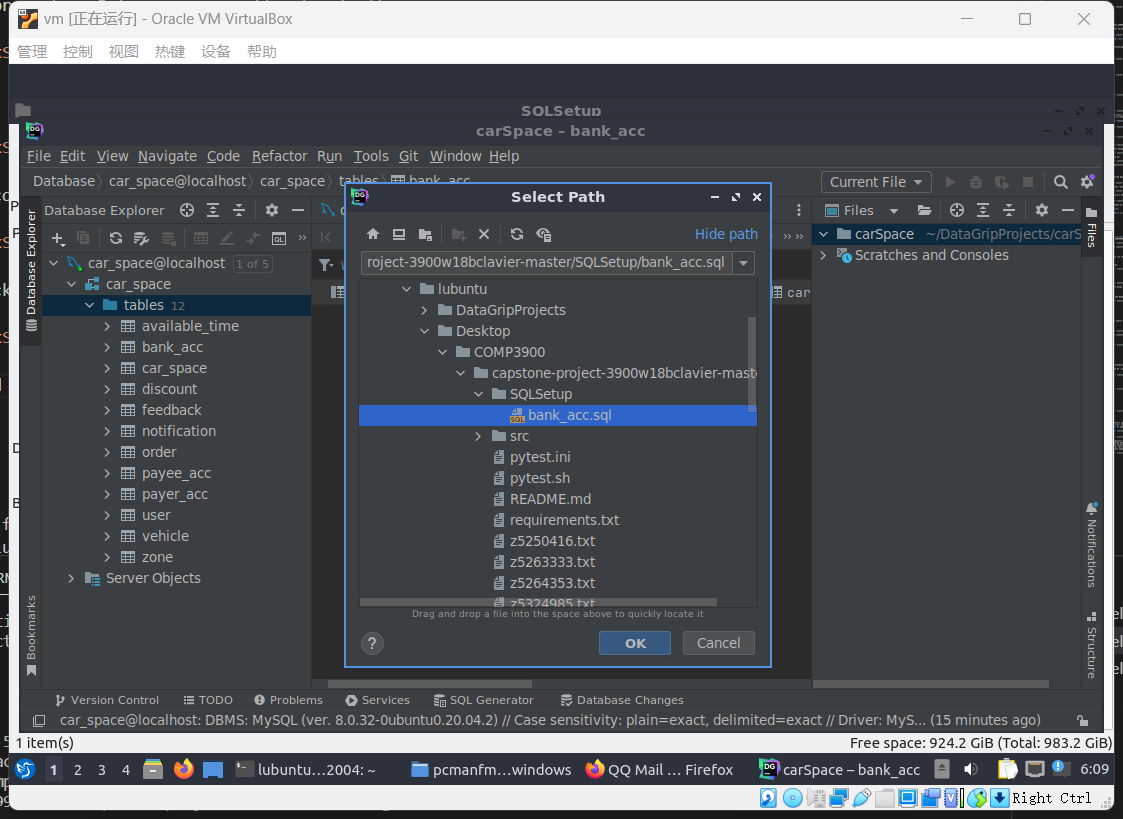 vm [正在运行] - Oracle VM VirtualBox
管理 控制 视图 热键 设备 帮助
SQLSetup
carSpace – bank_acc
File Edit View Navigate Code Refactor Run Tools Git Window Help
Database car_space@localhost car_space tables bank_acc
Current File
Select Path
Hide path
roject-3900w18bclavier-master/SQLSetup/bank_acc.sql
lubuntu
DataGripProjects
Desktop
COMP3900
capstone-project-3900w18bclavier-mast
SQLSetup
bank_acc.sql
src
pytest.ini
pytest.sh
README.md
requirements.txt
z5250416.txt
z5263333.txt
z5264353.txt
z5324985.txt
Drag and drop a file into the space above to quickly locate it
? OK Cancel
Database Explorer
Database Explorer
Bookmarks
car_space@localhost 1 of 5
car_space
tables 12
available_time
bank_acc
car_space
discount
feedback
notification
order
payee_acc
payer_acc
user
vehicle
zone
Server Objects
car
Files
carSpace ~/DataGripProjects/carS
Scratches and Consoles
Files
Notifications
Structure
Version Control TODO Problems Services SQL Generator Database Changes
car_space@localhost: DBMS: MySQL (ver. 8.0.32-0ubuntu0.20.04.2) // Case sensitivity: plain=exact, delimited=exact // Driver: MyS... (15 minutes ago)
1 item(s) Free space: 924.2 GiB (Total: 983.2 GiB)
1 2 3 4 lubuntu...2004: ~ pcmanfm...windows QQ Mail ... Firefox carSpace – bank_acc 6:09
Right Ctrl